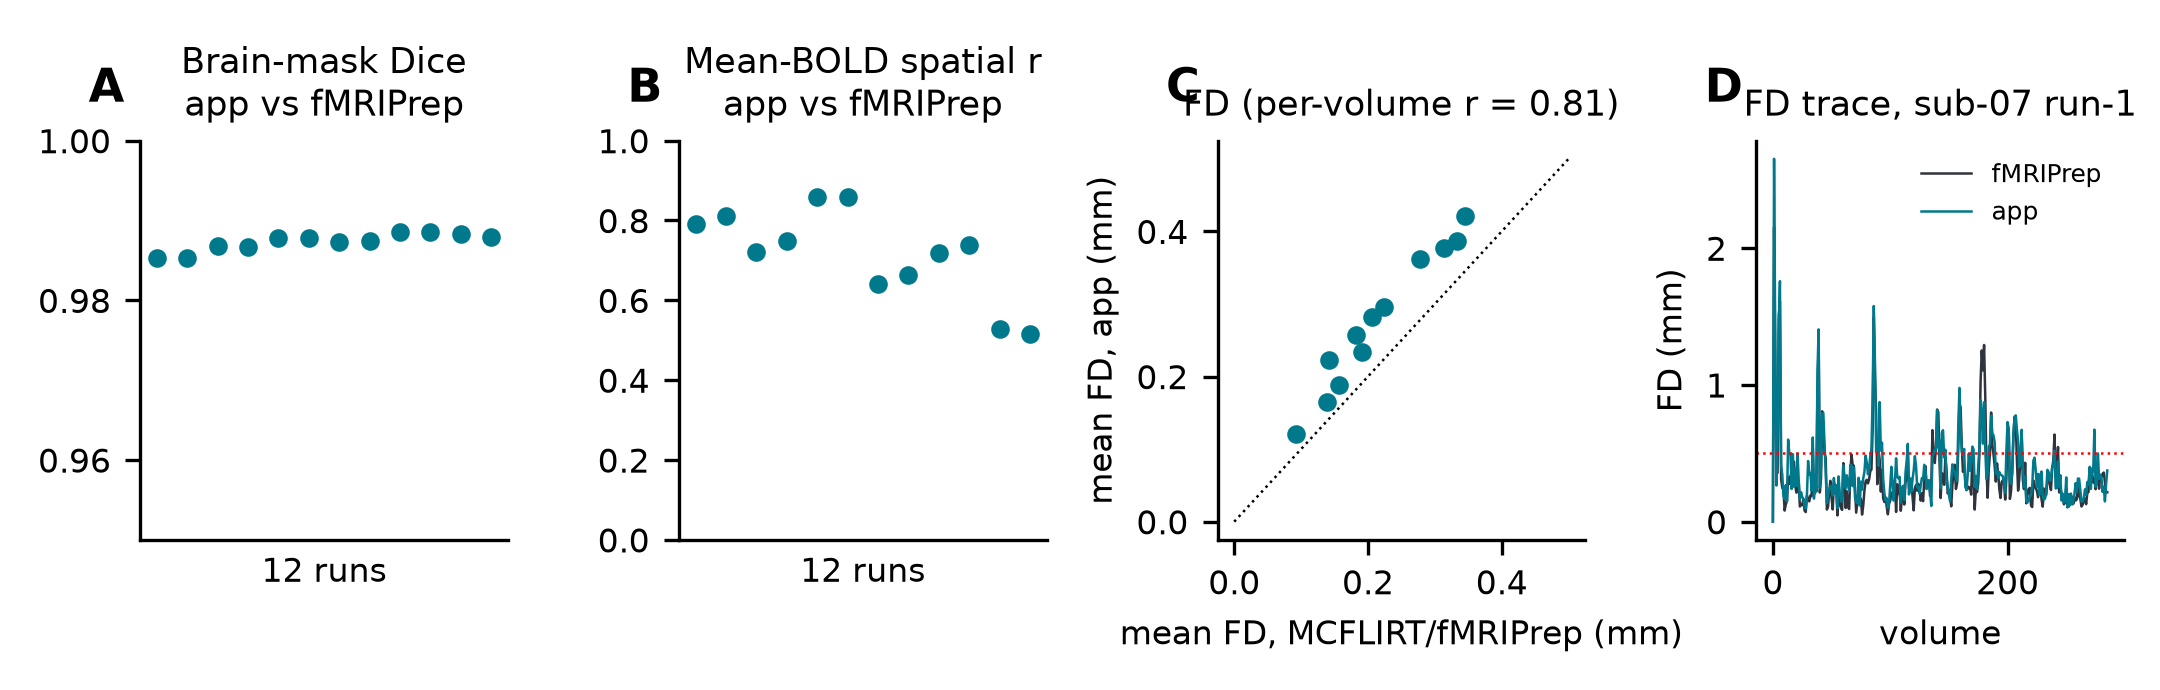 A
Brain-mask Dice
app vs fMRIPrep
1.00
0.98
0.96
12 runs
B
Mean-BOLD spatial r
app vs fMRIPrep
1.0
0.8
0.6
0.4
0.2
0.0
12 runs
C
FD (per-volume r = 0.81)
mean FD, app (mm)
0.4
0.2
0.0
0.0 0.2 0.4
mean FD, MCFLIRT/fMRIPrep (mm)
D
FD trace, sub-07 run-1
fMRIPrep
app
FD (mm)
2
1
0
0 200
volume